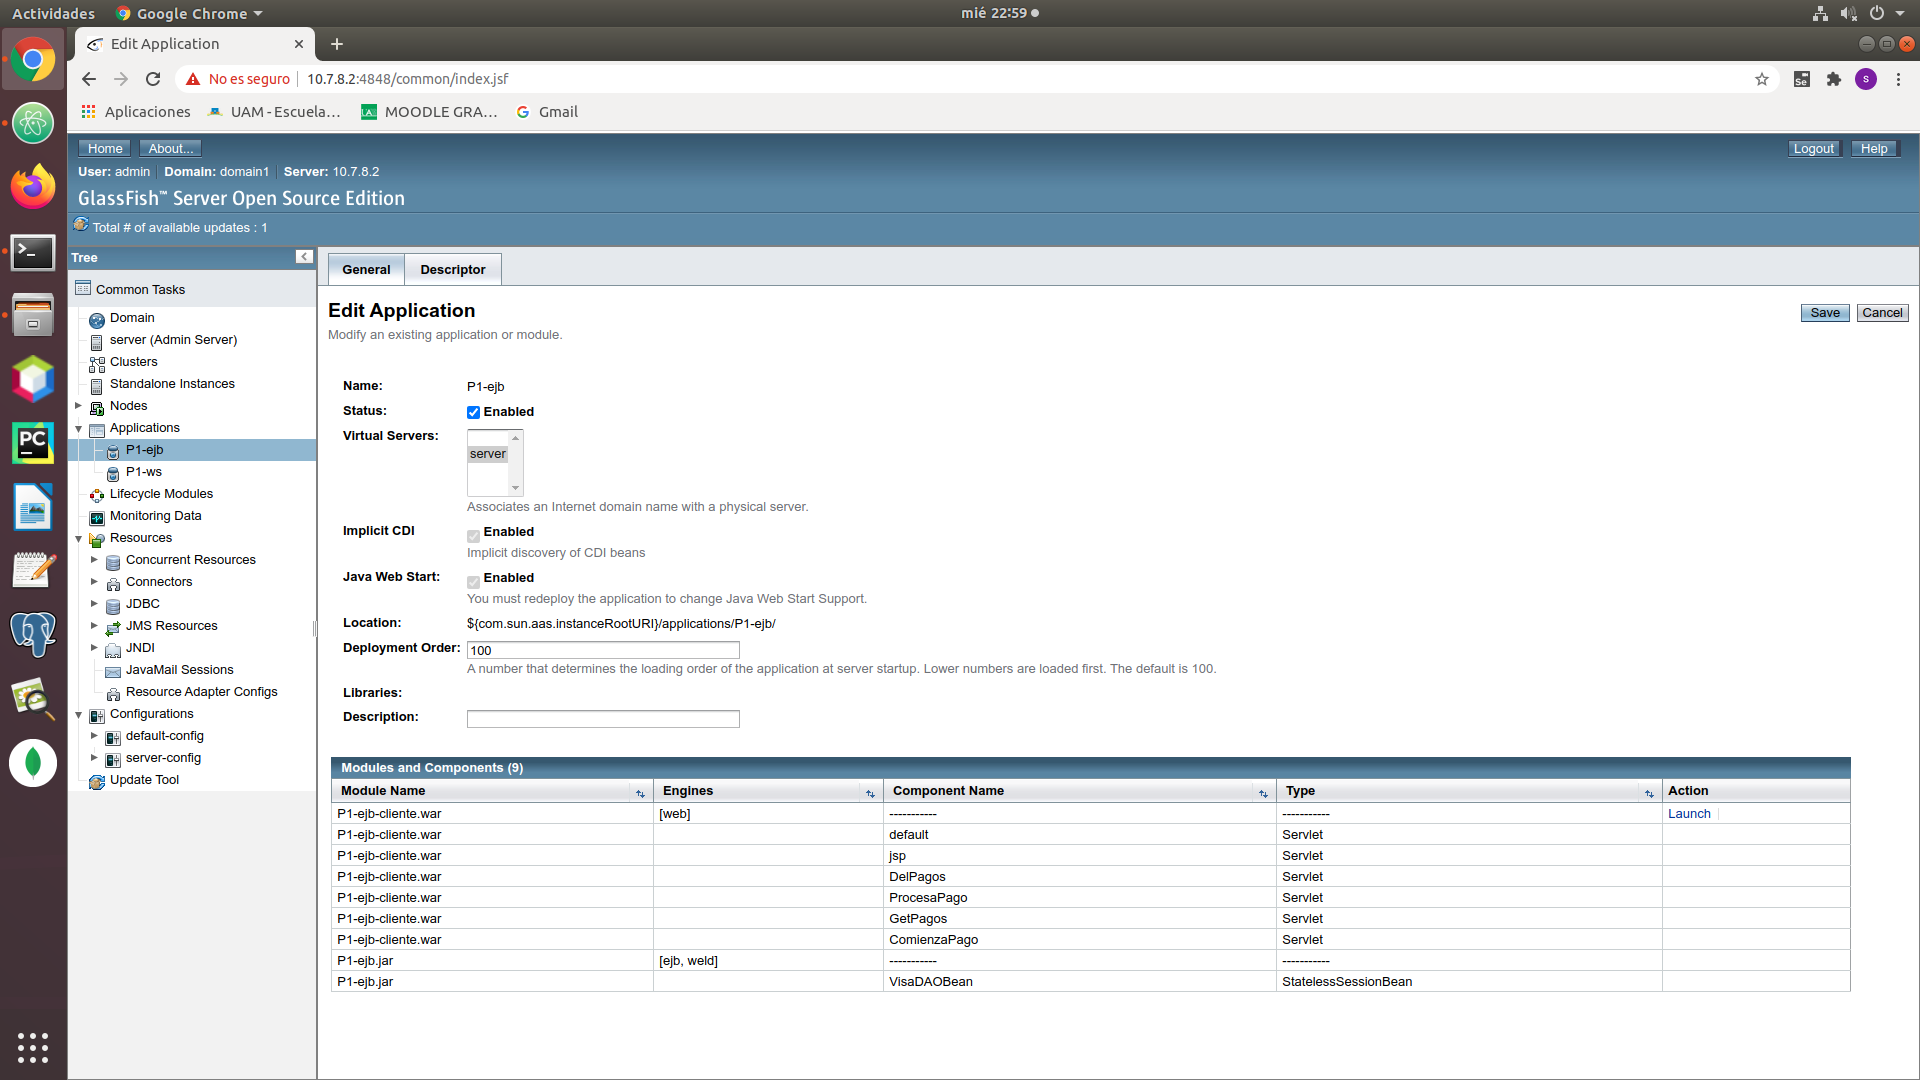 Actividades Google Chrome mié 22:59
Edit Application
No es seguro 10.7.8.2:4848/common/index.jsf
Se S
Aplicaciones UAM - Escuela… MOODLE GRA… Gmail
Home About... Logout Help
User: admin Domain: domain1 Server: 10.7.8.2
GlassFish™ Server Open Source Edition
Total # of available updates : 1
Tree
Common Tasks
Domain
server (Admin Server)
Clusters
Standalone Instances
Nodes
Applications
P1-ejb
P1-ws
Lifecycle Modules
Monitoring Data
Resources
Concurrent Resources
Connectors
JDBC
JMS Resources
JNDI
JavaMail Sessions
Resource Adapter Configs
Configurations
default-config
server-config
Update Tool
PC
General Descriptor
Edit Application
Save Cancel
Modify an existing application or module.
Name: P1-ejb
Status: Enabled
Virtual Servers: server
Associates an Internet domain name with a physical server.
Implicit CDI Enabled
Implicit discovery of CDI beans
Java Web Start: Enabled
You must redeploy the application to change Java Web Start Support.
Location: ${com.sun.aas.instanceRootURI}/applications/P1-ejb/
Deployment Order: 100
A number that determines the loading order of the application at server startup. Lower numbers are loaded first. The default is 100.
Libraries:
Description:
Modules and Components (9)
Module Name Engines Component Name Type Action
P1-ejb-cliente.war [web] ----------- ----------- Launch
P1-ejb-cliente.war default Servlet
P1-ejb-cliente.war jsp Servlet
P1-ejb-cliente.war DelPagos Servlet
P1-ejb-cliente.war ProcesaPago Servlet
P1-ejb-cliente.war GetPagos Servlet
P1-ejb-cliente.war ComienzaPago Servlet
P1-ejb.jar [ejb, weld] ----------- -----------
P1-ejb.jar VisaDAOBean StatelessSessionBean